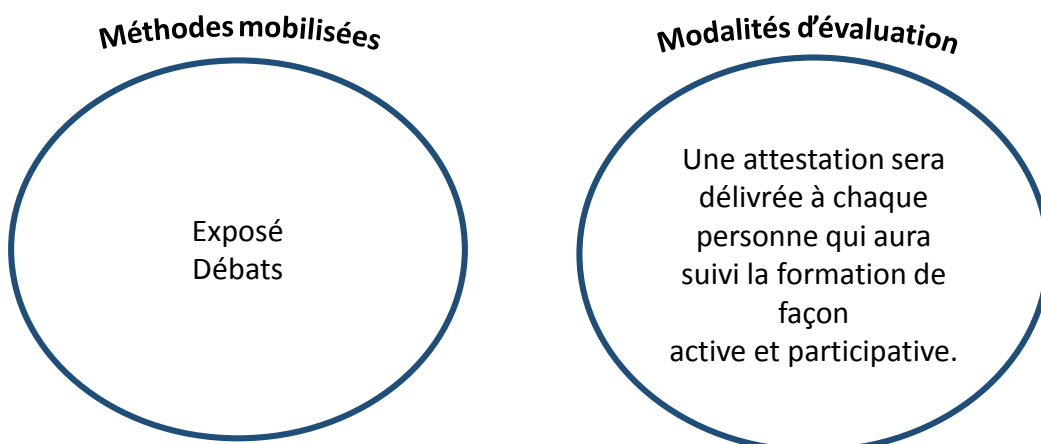 Méthodes mobilisées
Exposé
Débats
Modalités d'évaluation
Une attestation sera
délivrée à chaque
personne qui aura
suivi la formation de
façon
active et participative.